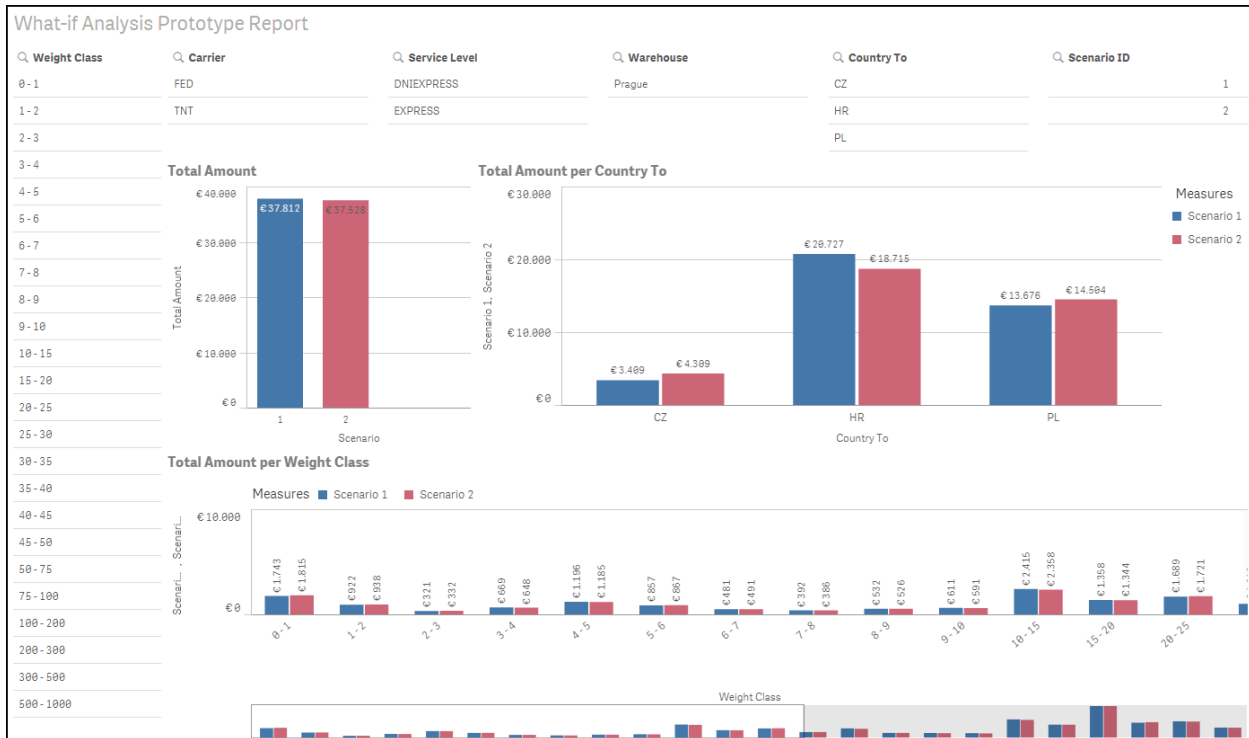 What-if Analysis Prototype Report
Weight Class
0-1
1-2
2-3
3-4
4-5
5-6
6-7
7-8
8-9
9-10
10-15
15-20
20-25
25-30
30-35
35-40
40-45
45-50
50-75
75-100
100-200
200-300
300-500
500-1000
Carrier
FED
TNT
Service Level
DNIEXPRESS
EXPRESS
Warehouse
Prague
Country To
CZ
HR
PL
Scenario ID
1
2
Total Amount
Total Amount
€40.000
€30.000
€20.000
€10.000
€0
€37.812
€37.528
1
2
Scenario
Total Amount per Country To
Scenario 1, Scenario 2
€30.000
€20.000
€10.000
€0
€3.409
€4.309
€20.727
€18.715
€13.676
€14.504
CZ
HR
PL
Country To
Measures
Scenario 1
Scenario 2
Total Amount per Weight Class
Measures Scenario 1 Scenario 2
Scenari... , Scenari...
€10.000
€0
€1.743
€1.815
€922
€938
€321
€332
€669
€648
€1.196
€1.185
€857
€867
€481
€491
€392
€386
€532
€526
€611
€591
€2.415
€2.358
€1.358
€1.344
€1.689
€1.721
0-1
1-2
2-3
3-4
4-5
5-6
6-7
7-8
8-9
9-10
10-15
15-20
20-25
Weight Class